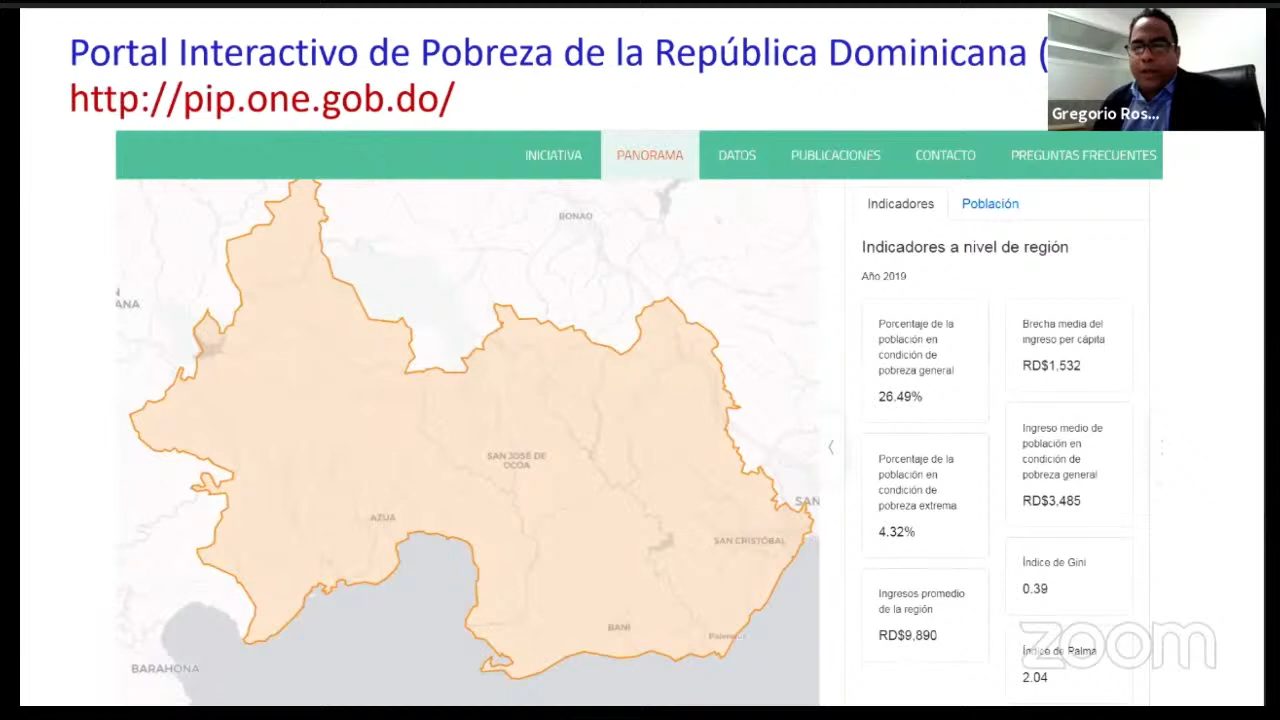 Portal Interactivo de Pobreza de la República Dominicana (
http://pip.one.gob.do/
Gregorio Ros...
INICIATIVA
PANORAMA
DATOS
PUBLICACIONES
CONTACTO
PREGUNTAS FRECUENTES
BONAO
ANA
SAN JOSÉ DE
OCOA
AZUA
SAN
SAN CRISTÓBAL
BANI
Palenque
BARAHONA
Indicadores
Población
Indicadores a nivel de región
Año 2019
Porcentaje de la
población en
condición de
pobreza general
26.49%
Porcentaje de la
población en
condición de
pobreza extrema
4.32%
Ingresos promedio
de la región
RD$9,890
Brecha media del
ingreso per cápita
RD$1,532
Ingreso medio de
población en
condición de
pobreza general
RD$3,485
Índice de Gini
0.39
Índice de Palma
2.04
zoom